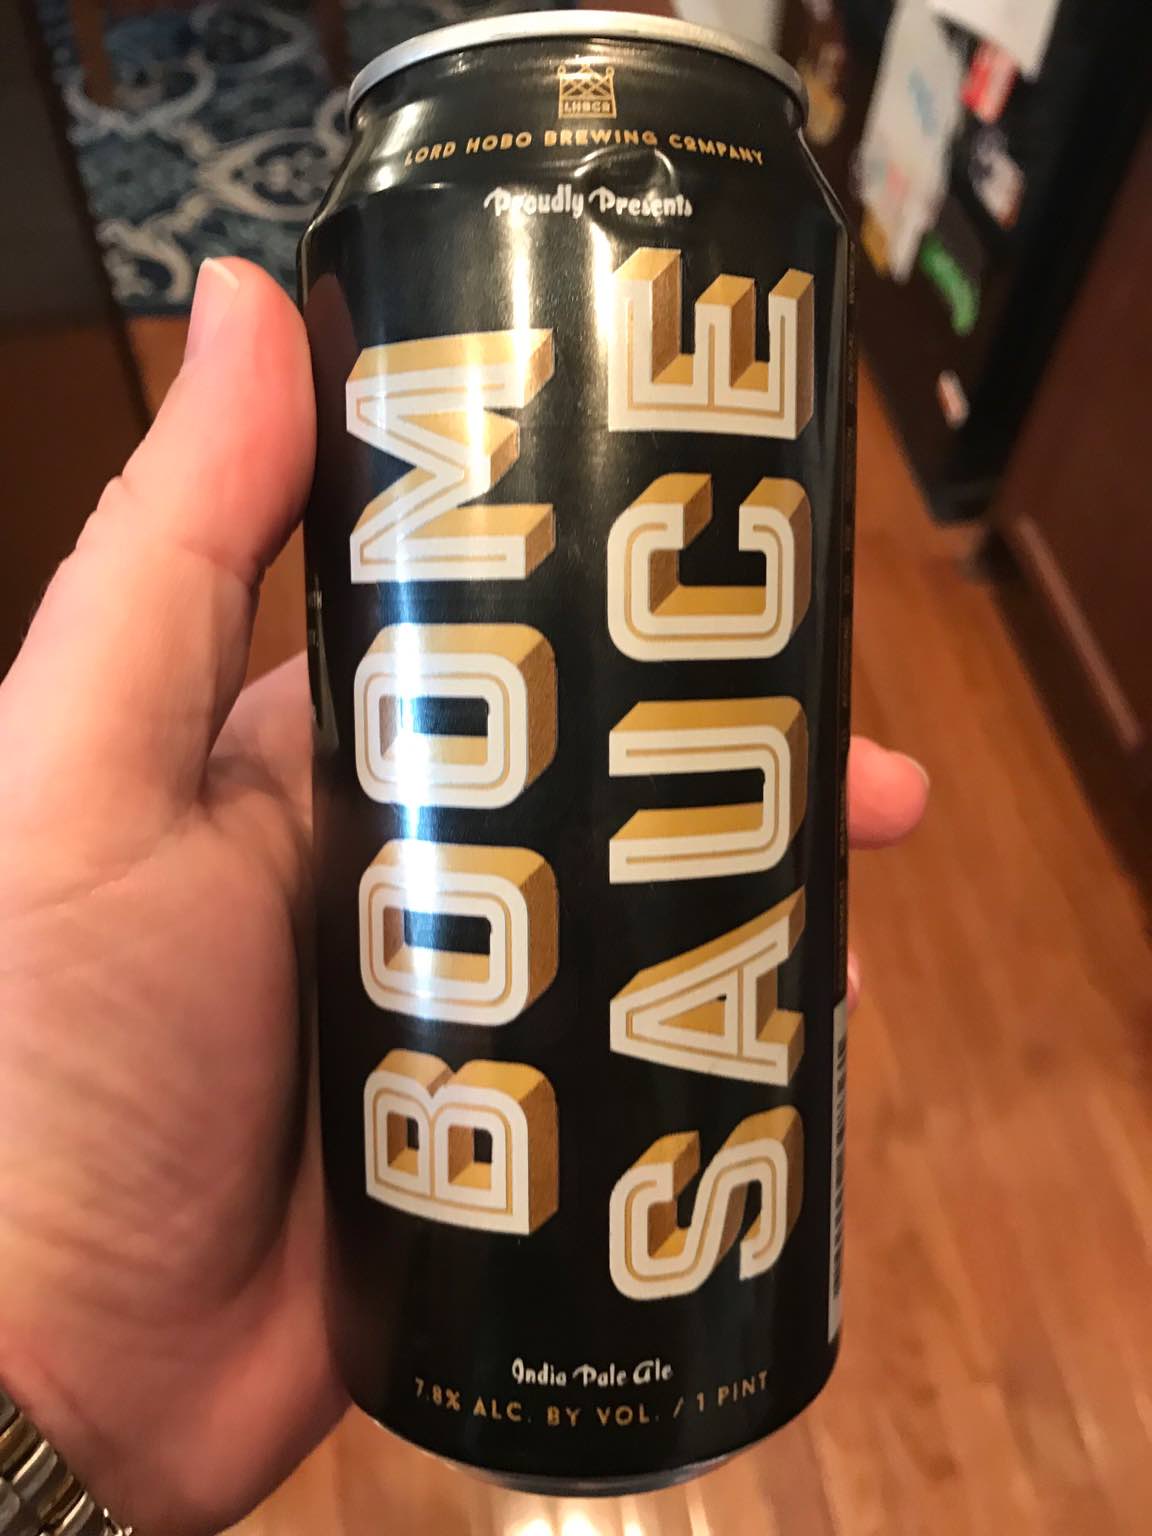 LHBCO
LORD HOBO BREWING COMPANY
Proudly Presents
BOOM
SAUCE
India Pale Ale
7.8% ALC. BY VOL. / 1 PINT